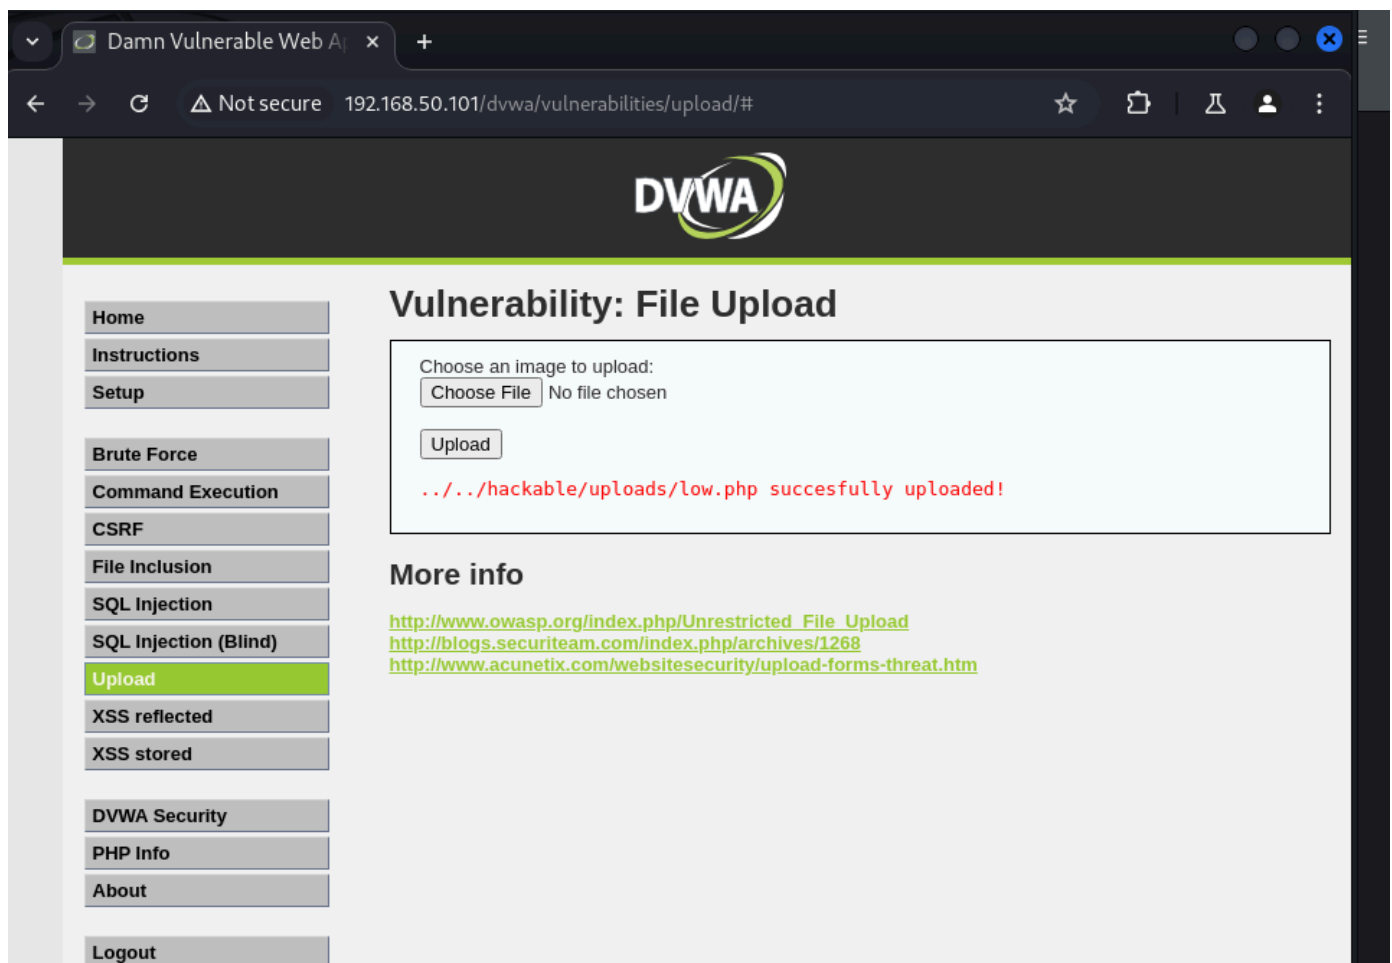 Damn Vulnerable Web Ap
Not secure 192.168.50.101/dvwa/vulnerabilities/upload/#
DVWA
Home
Instructions
Setup
Brute Force
Command Execution
CSRF
File Inclusion
SQL Injection
SQL Injection (Blind)
Upload
XSS reflected
XSS stored
DVWA Security
PHP Info
About
Logout
Vulnerability: File Upload
Choose an image to upload:
Choose File No file chosen
Upload
../../hackable/uploads/low.php succesfully uploaded!
More info
http://www.owasp.org/index.php/Unrestricted_File_Upload
http://blogs.securiteam.com/index.php/archives/1268
http://www.acunetix.com/websitesecurity/upload-forms-threat.htm